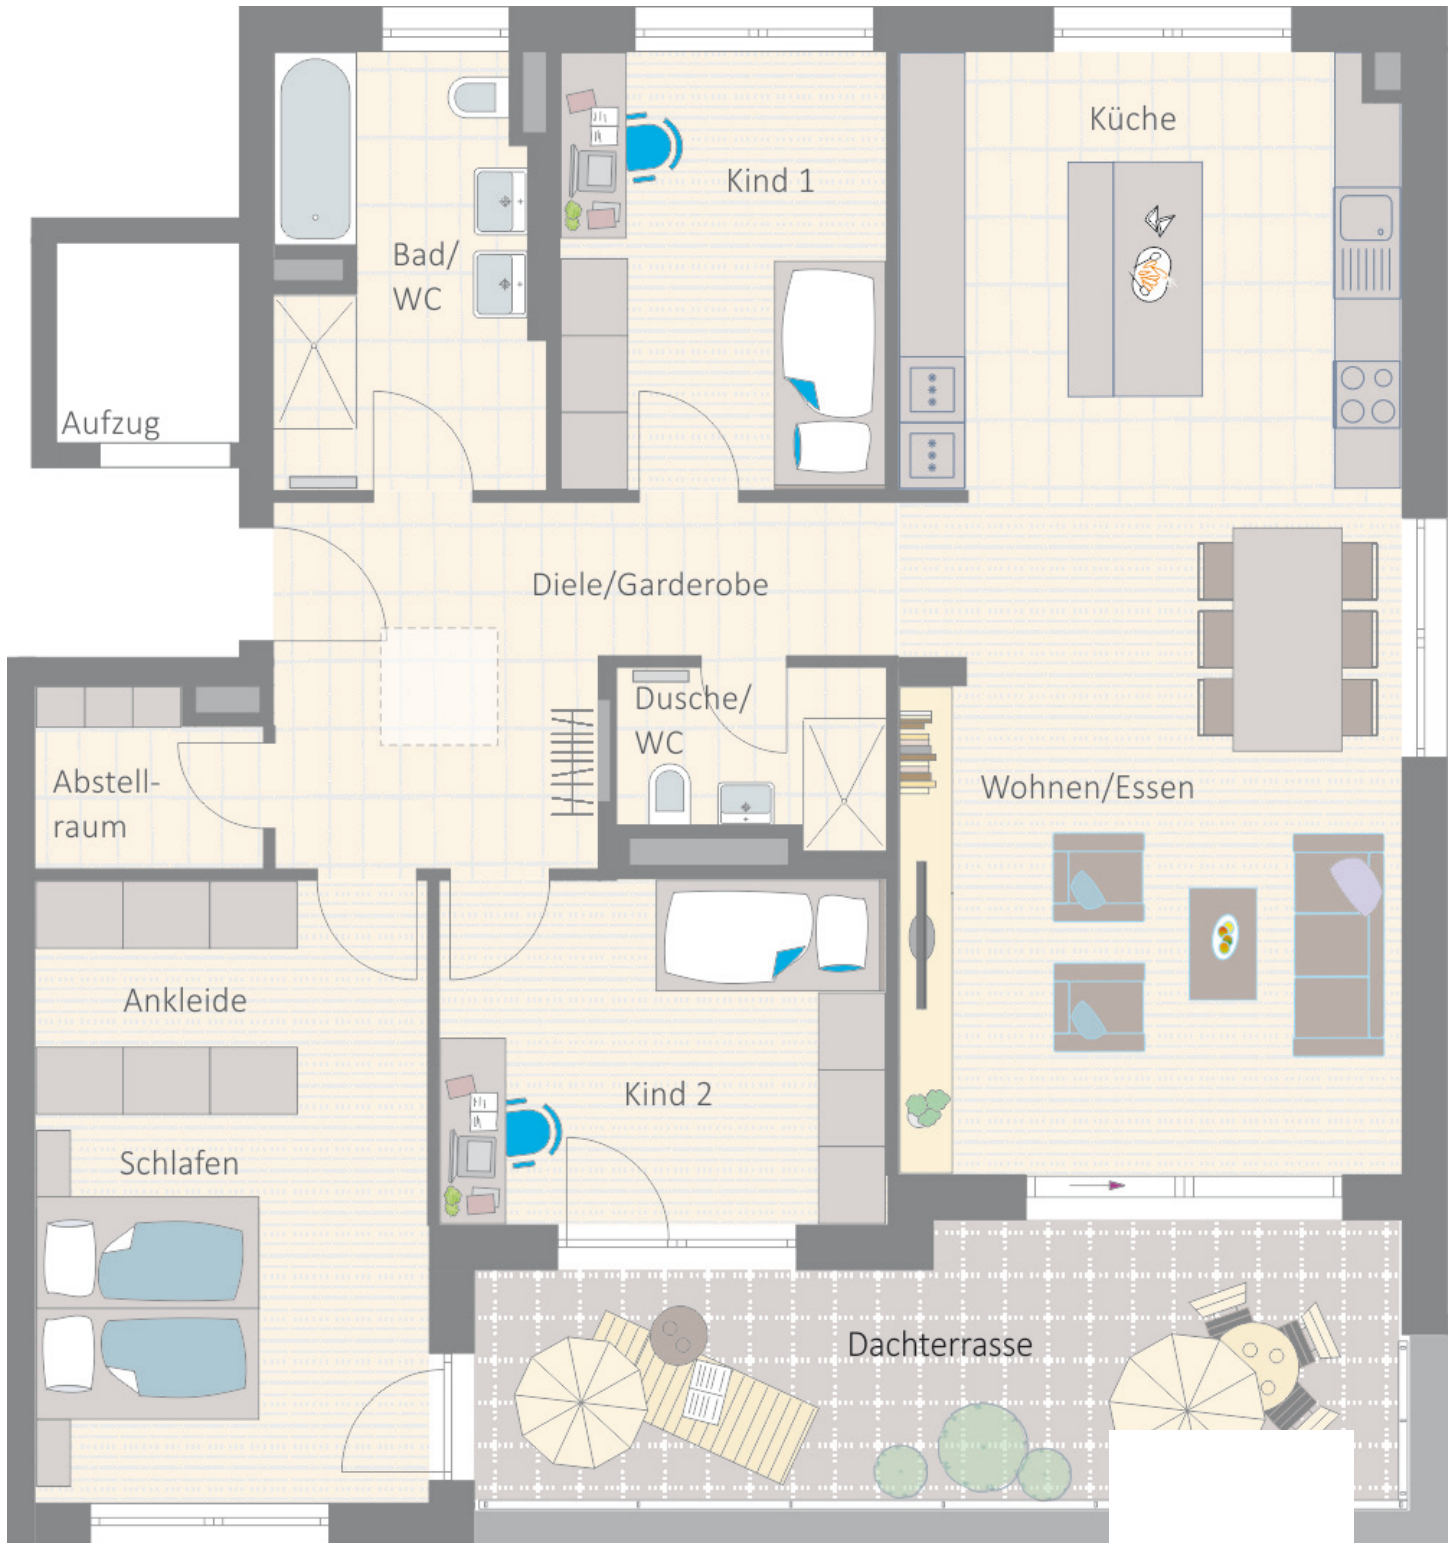 Küche
Kind 1
Bad/
WC
Aufzug
Diele/Garderobe
Dusche/
WC
Abstell-
raum
Wohnen/Essen
Ankleide
Kind 2
Schlafen
Dachterrasse